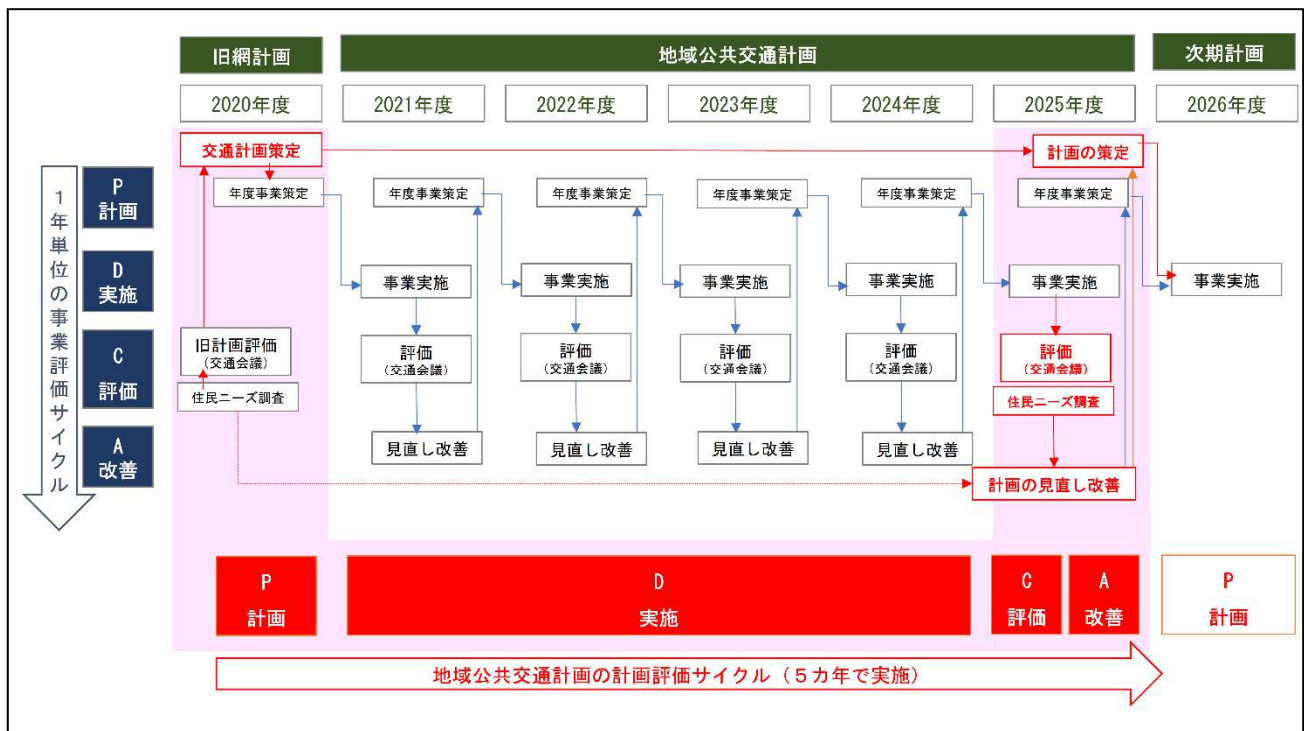 旧網計画
地域公共交通計画
次期計画
2020年度
2021年度
2022年度
2023年度
2024年度
2025年度
2026年度
1年単位の事業評価サイクル
P
計画
D
実施
C
評価
A
改善
交通計画策定
計画の策定
年度事業策定
年度事業策定
年度事業策定
年度事業策定
年度事業策定
年度事業策定
事業実施
事業実施
事業実施
事業実施
事業実施
事業実施
旧計画評価
(交通会議)
評価
(交通会議)
評価
(交通会議)
評価
(交通会議)
評価
(交通会議)
評価
(交通会議)
住民ニーズ調査
住民ニーズ調査
見直し改善
見直し改善
見直し改善
見直し改善
計画の見直し改善
P
計画
D
実施
C
評価
A
改善
P
計画
地域公共交通計画の計画評価サイクル（５カ年で実施）